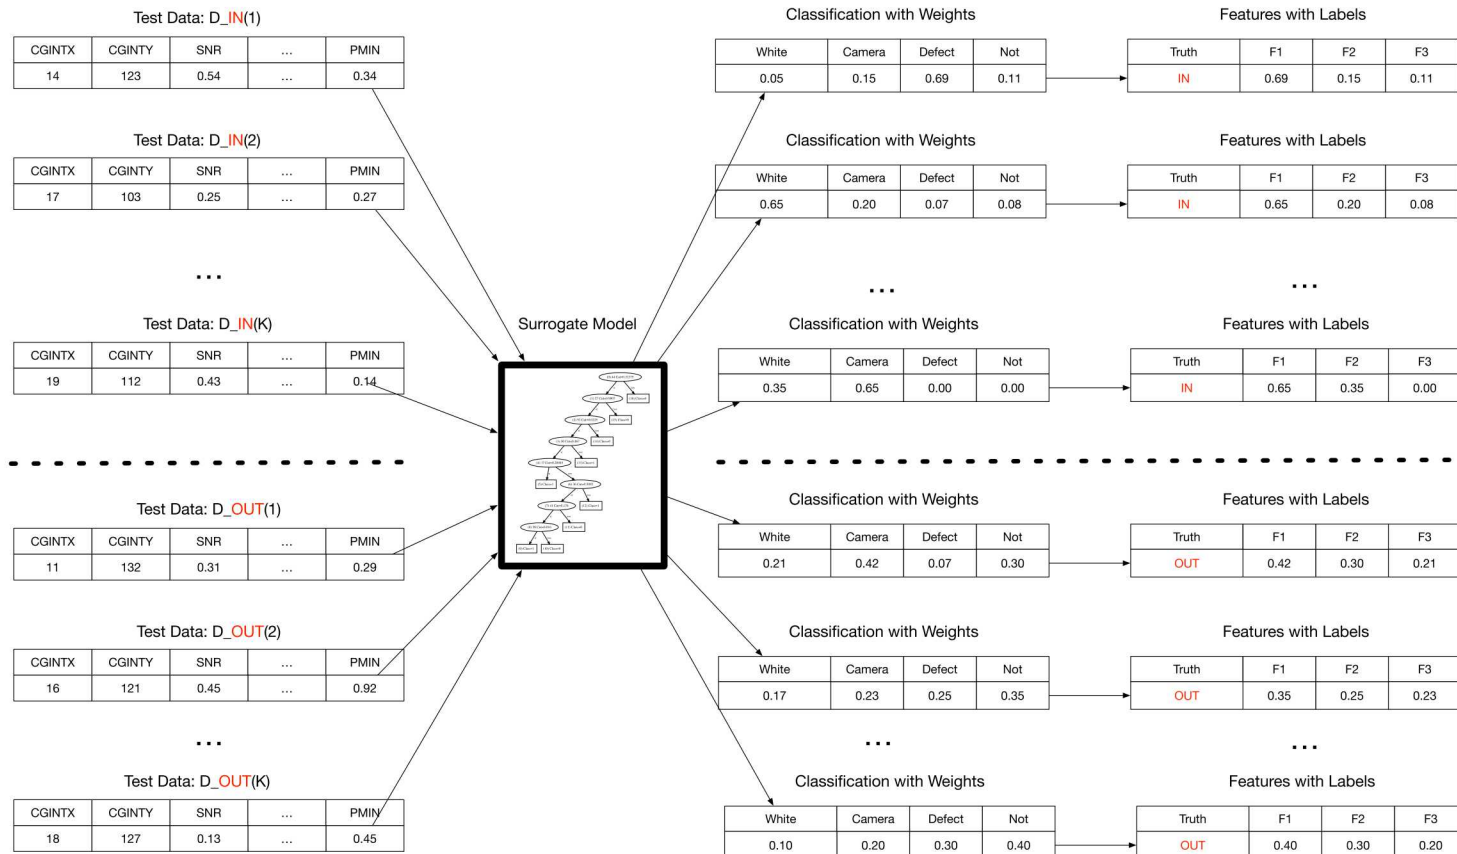 Test Data: D_IN(1)
CGINTX CGINTY SNR ... PMIN
14 123 0.54 ... 0.34
Test Data: D_IN(2)
CGINTX CGINTY SNR ... PMIN
17 103 0.25 ... 0.27
...
Test Data: D_IN(K)
CGINTX CGINTY SNR ... PMIN
19 112 0.43 ... 0.14
Test Data: D_OUT(1)
CGINTX CGINTY SNR ... PMIN
11 132 0.31 ... 0.29
Test Data: D_OUT(2)
CGINTX CGINTY SNR ... PMIN
16 121 0.45 ... 0.92
...
Test Data: D_OUT(K)
CGINTX CGINTY SNR ... PMIN
18 127 0.13 ... 0.45
Surrogate Model
Classification with Weights
White Camera Defect Not
0.05 0.15 0.69 0.11
Classification with Weights
White Camera Defect Not
0.65 0.20 0.07 0.08
...
Classification with Weights
White Camera Defect Not
0.35 0.65 0.00 0.00
Classification with Weights
White Camera Defect Not
0.21 0.42 0.07 0.30
Classification with Weights
White Camera Defect Not
0.17 0.23 0.25 0.35
...
Classification with Weights
White Camera Defect Not
0.10 0.20 0.30 0.40
Features with Labels
Truth F1 F2 F3
IN 0.69 0.15 0.11
Features with Labels
Truth F1 F2 F3
IN 0.65 0.20 0.08
...
Features with Labels
Truth F1 F2 F3
IN 0.65 0.35 0.00
Features with Labels
Truth F1 F2 F3
OUT 0.42 0.30 0.21
Features with Labels
Truth F1 F2 F3
OUT 0.35 0.25 0.23
...
Features with Labels
Truth F1 F2 F3
OUT 0.40 0.30 0.20